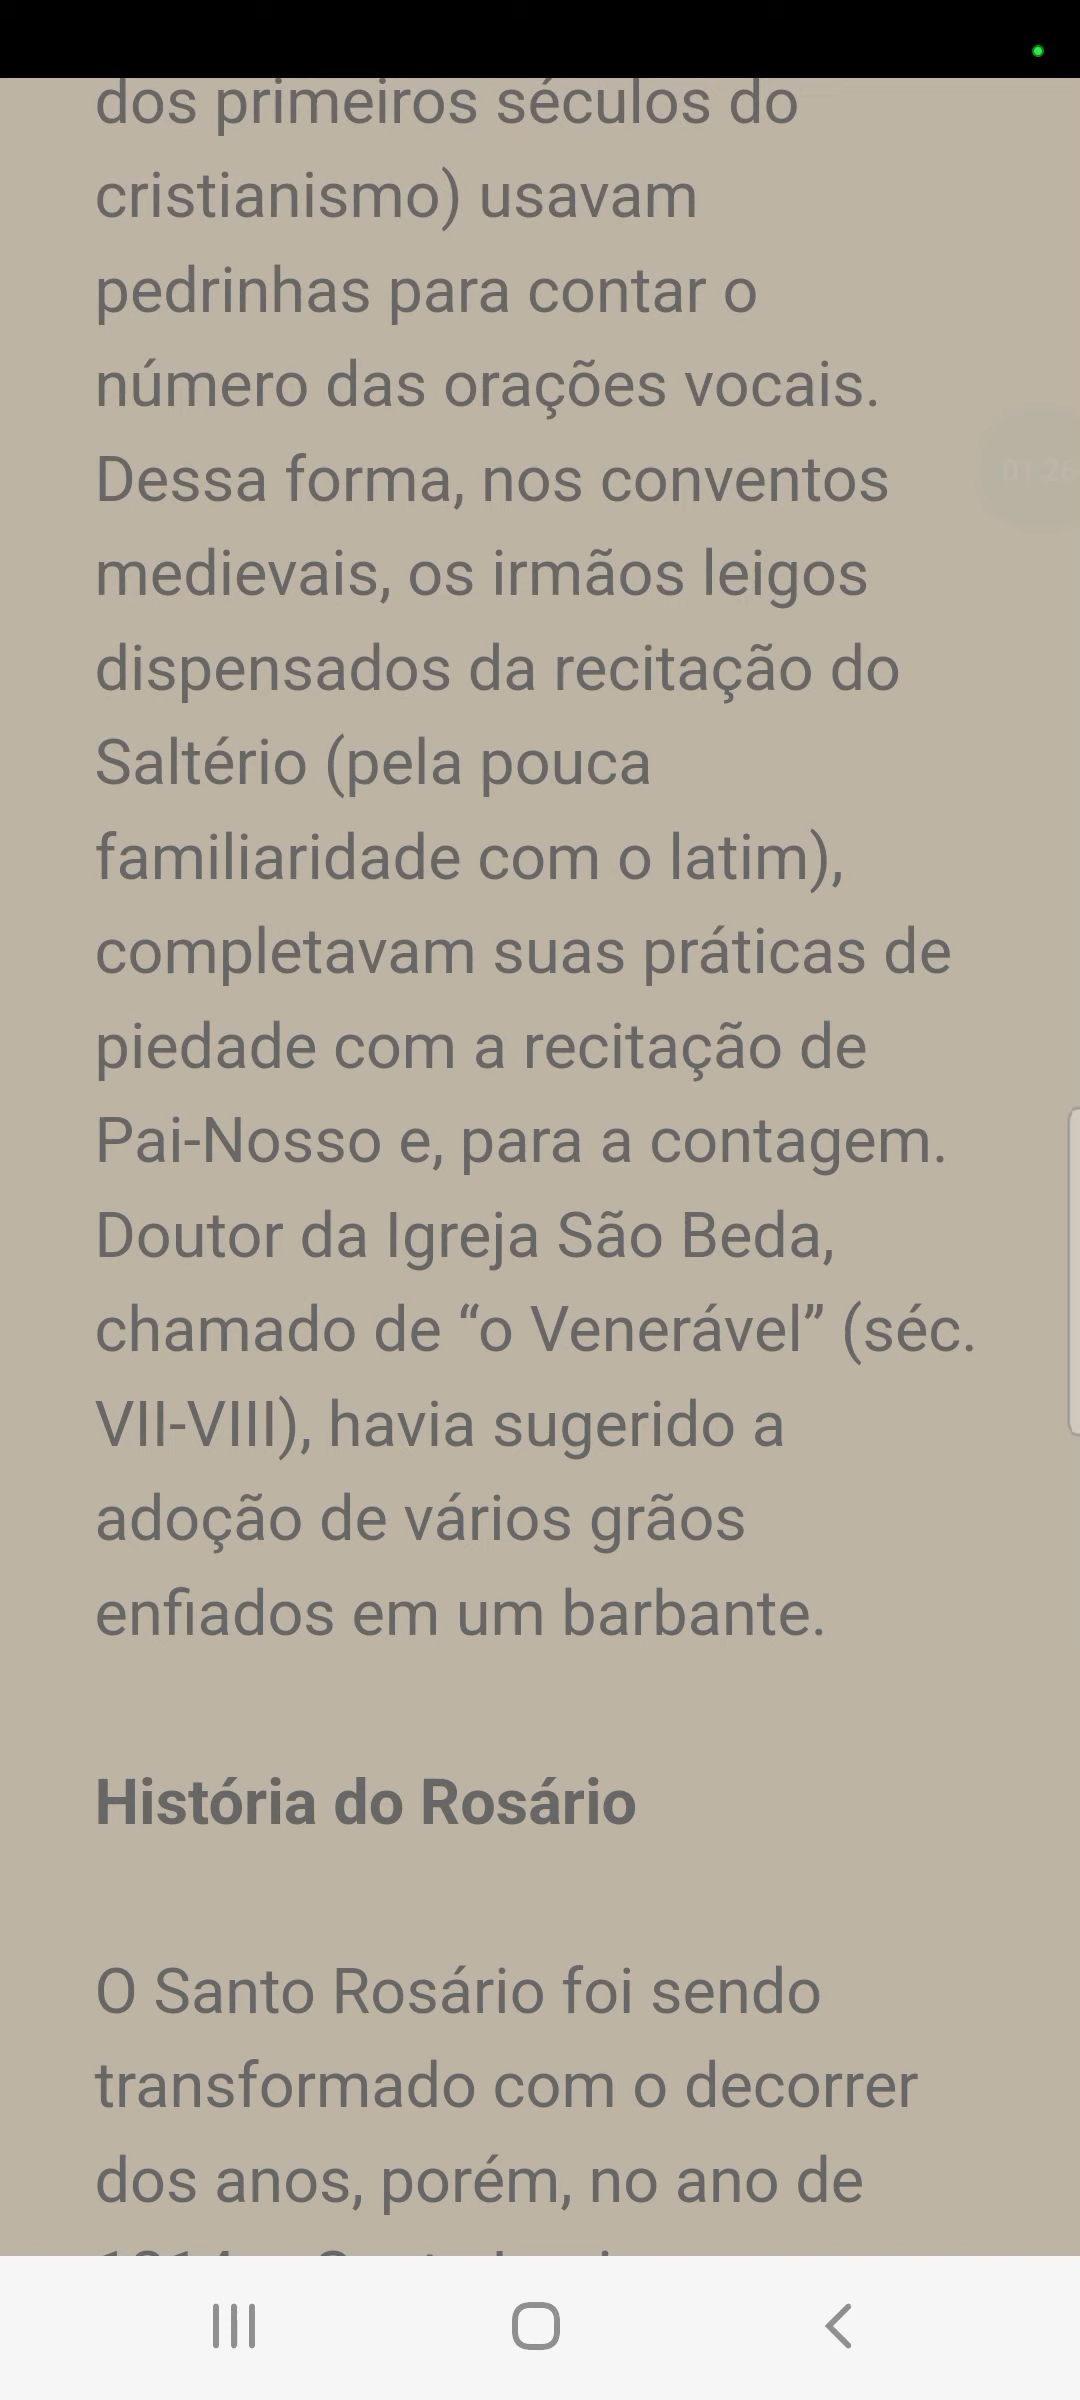 dos primeiros séculos do
cristianismo) usavam
pedrinhas para contar o
número das orações vocais.
Dessa forma, nos conventos
01:26
medievais, os irmãos leigos
dispensados da recitação do
Saltério (pela pouca
familiaridade com o latim),
completavam suas práticas de
piedade com a recitação de
Pai-Nosso e, para a contagem.
Doutor da Igreja São Beda,
chamado de “o Venerável” (séc.
VII-VIII), havia sugerido a
adoção de vários grãos
enfiados em um barbante.
História do Rosário
O Santo Rosário foi sendo
transformado com o decorrer
dos anos, porém, no ano de